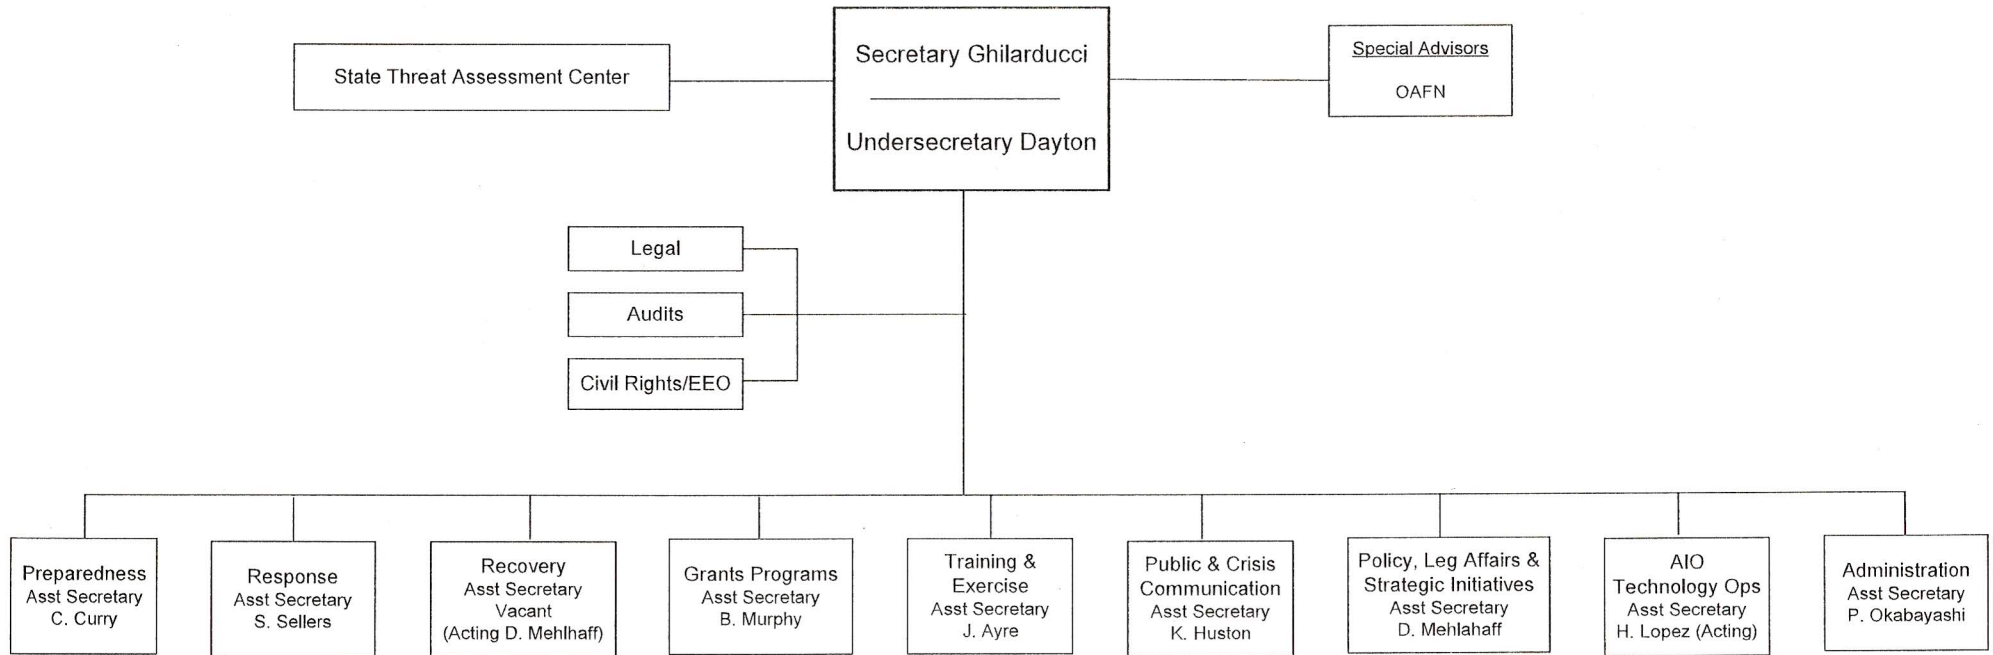 State Threat Assessment Center
Secretary Ghilarducci
Undersecretary Dayton
Special Advisors
OAFN
Legal
Audits
Civil Rights/EEO
Preparedness
Asst Secretary
C. Curry
Response
Asst Secretary
S. Sellers
Recovery
Asst Secretary
Vacant
(Acting D. Mehlhaff)
Grants Programs
Asst Secretary
B. Murphy
Training &
Exercise
Asst Secretary
J. Ayre
Public & Crisis
Communication
Asst Secretary
K. Huston
Policy, Leg Affairs &
Strategic Initiatives
Asst Secretary
D. Mehlahaff
AIO
Technology Ops
Asst Secretary
H. Lopez (Acting)
Administration
Asst Secretary
P. Okabayashi